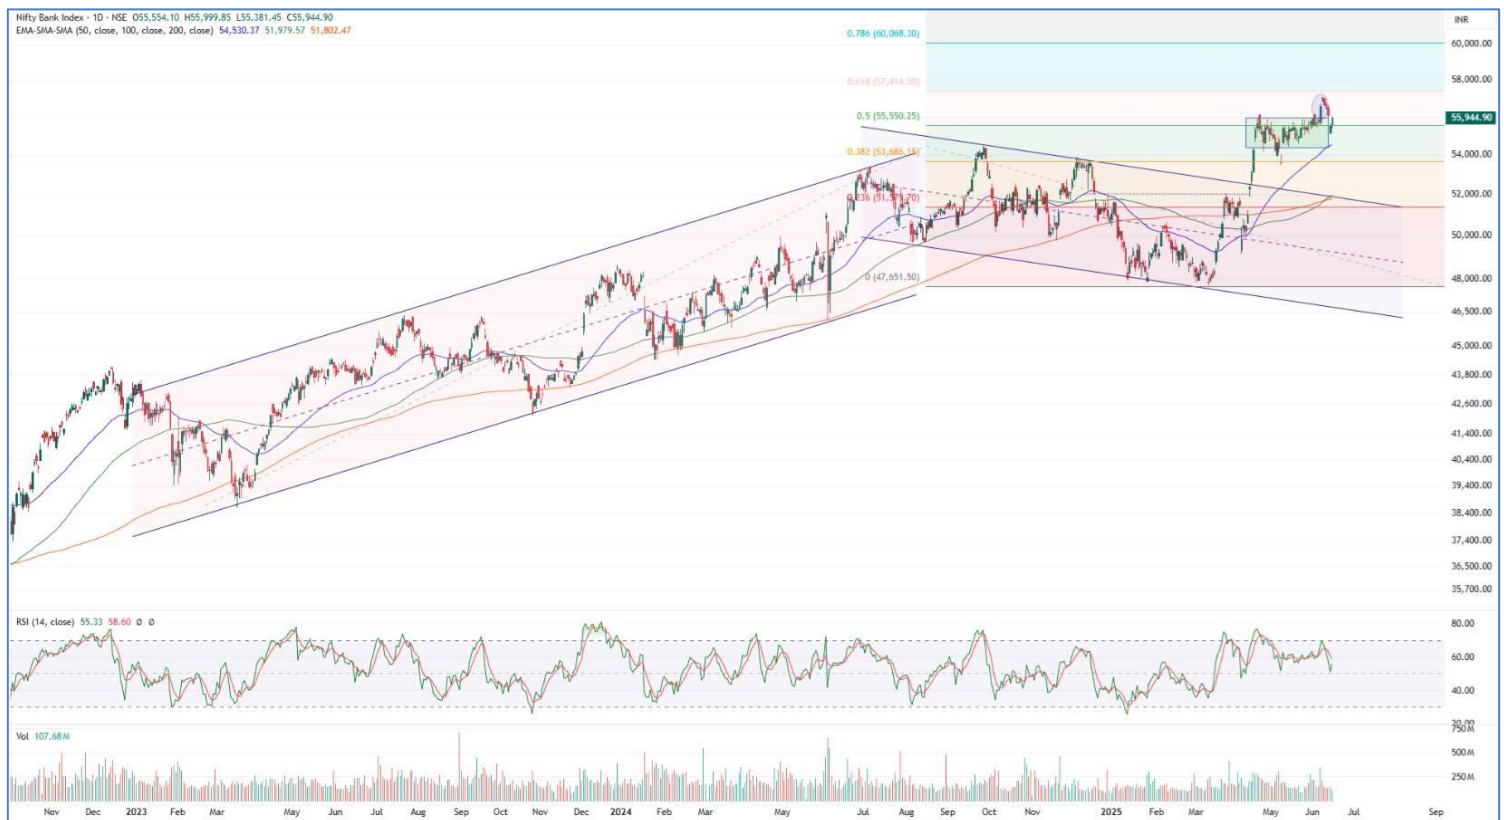 Nifty Bank Index · 1D · NSE O55,554.10 H55,999.85 L55,381.45 C55,944.90
EMA-SMA-SMA (50, close, 100, close, 200, close) 54,530.37 51,979.57 51,802.47
INR
0.786 (60,068.30)
60,000.00
58,000.00
0.618 (57,414.30)
0.5 (55,550.25)
55,944.90
0.382 (53,686.15)
54,000.00
52,000.00
50,000.00
0 (47,651.50)
48,000.00
46,500.00
45,000.00
43,800.00
42,600.00
41,400.00
40,400.00
39,400.00
38,400.00
37,400.00
36,500.00
35,700.00
RSI (14, close) 55.33 58.60 Ø Ø
80.00
60.00
40.00
Vol 107.68M
750M
500M
250M
Nov Dec 2023 Feb Mar May Jun Jul Aug Sep Oct Nov Dec 2024 Feb Mar May Jul Aug Sep Oct Nov 2025 Feb Mar May Jun Jul Sep